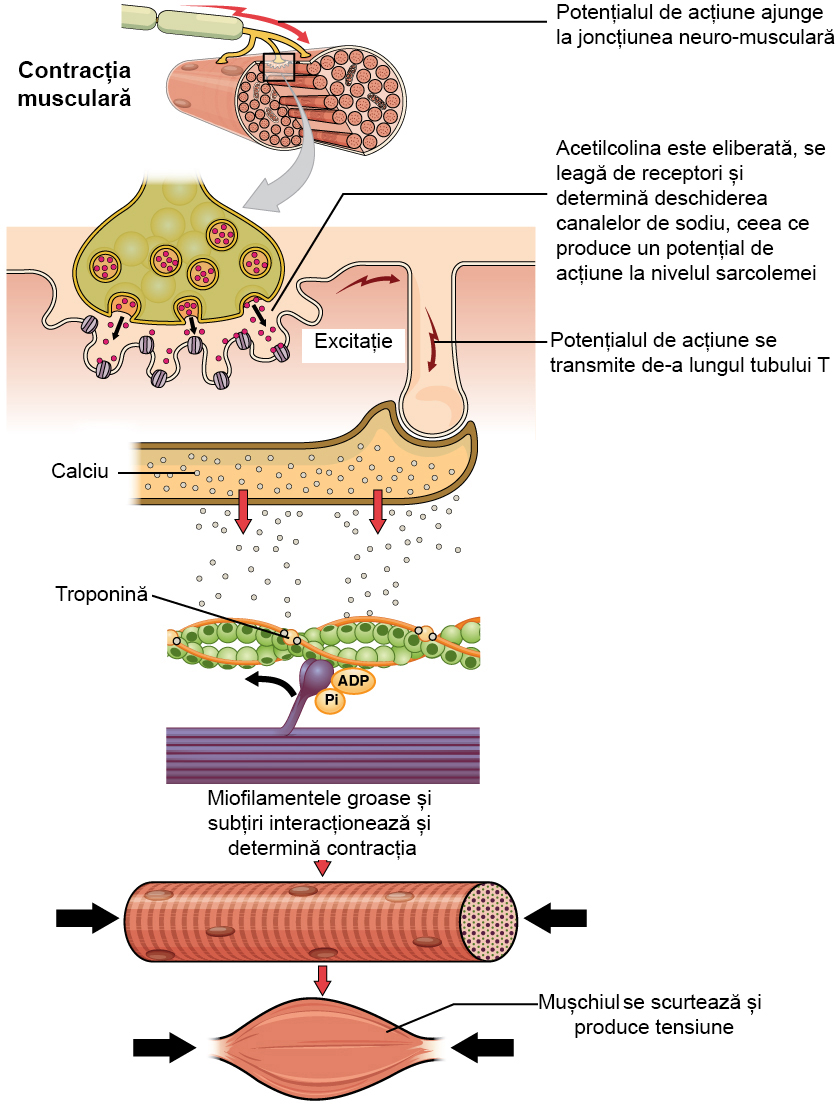 Potențialul de acțiune ajunge
la joncțiunea neuro-musculară
Contracția
musculară
Acetilcolina este eliberată, se
leagă de receptori și
determină deschiderea
canalelor de sodiu, ceea ce
produce un potențial de
acțiune la nivelul sarcolemei
Excitație
Potențialul de acțiune se
transmite de-a lungul tubului T
Calciu
Troponină
ADP
Pi
Miofilamentele groase și
subțiri interacționează și
determină contracția
Mușchiul se scurtează și
produce tensiune